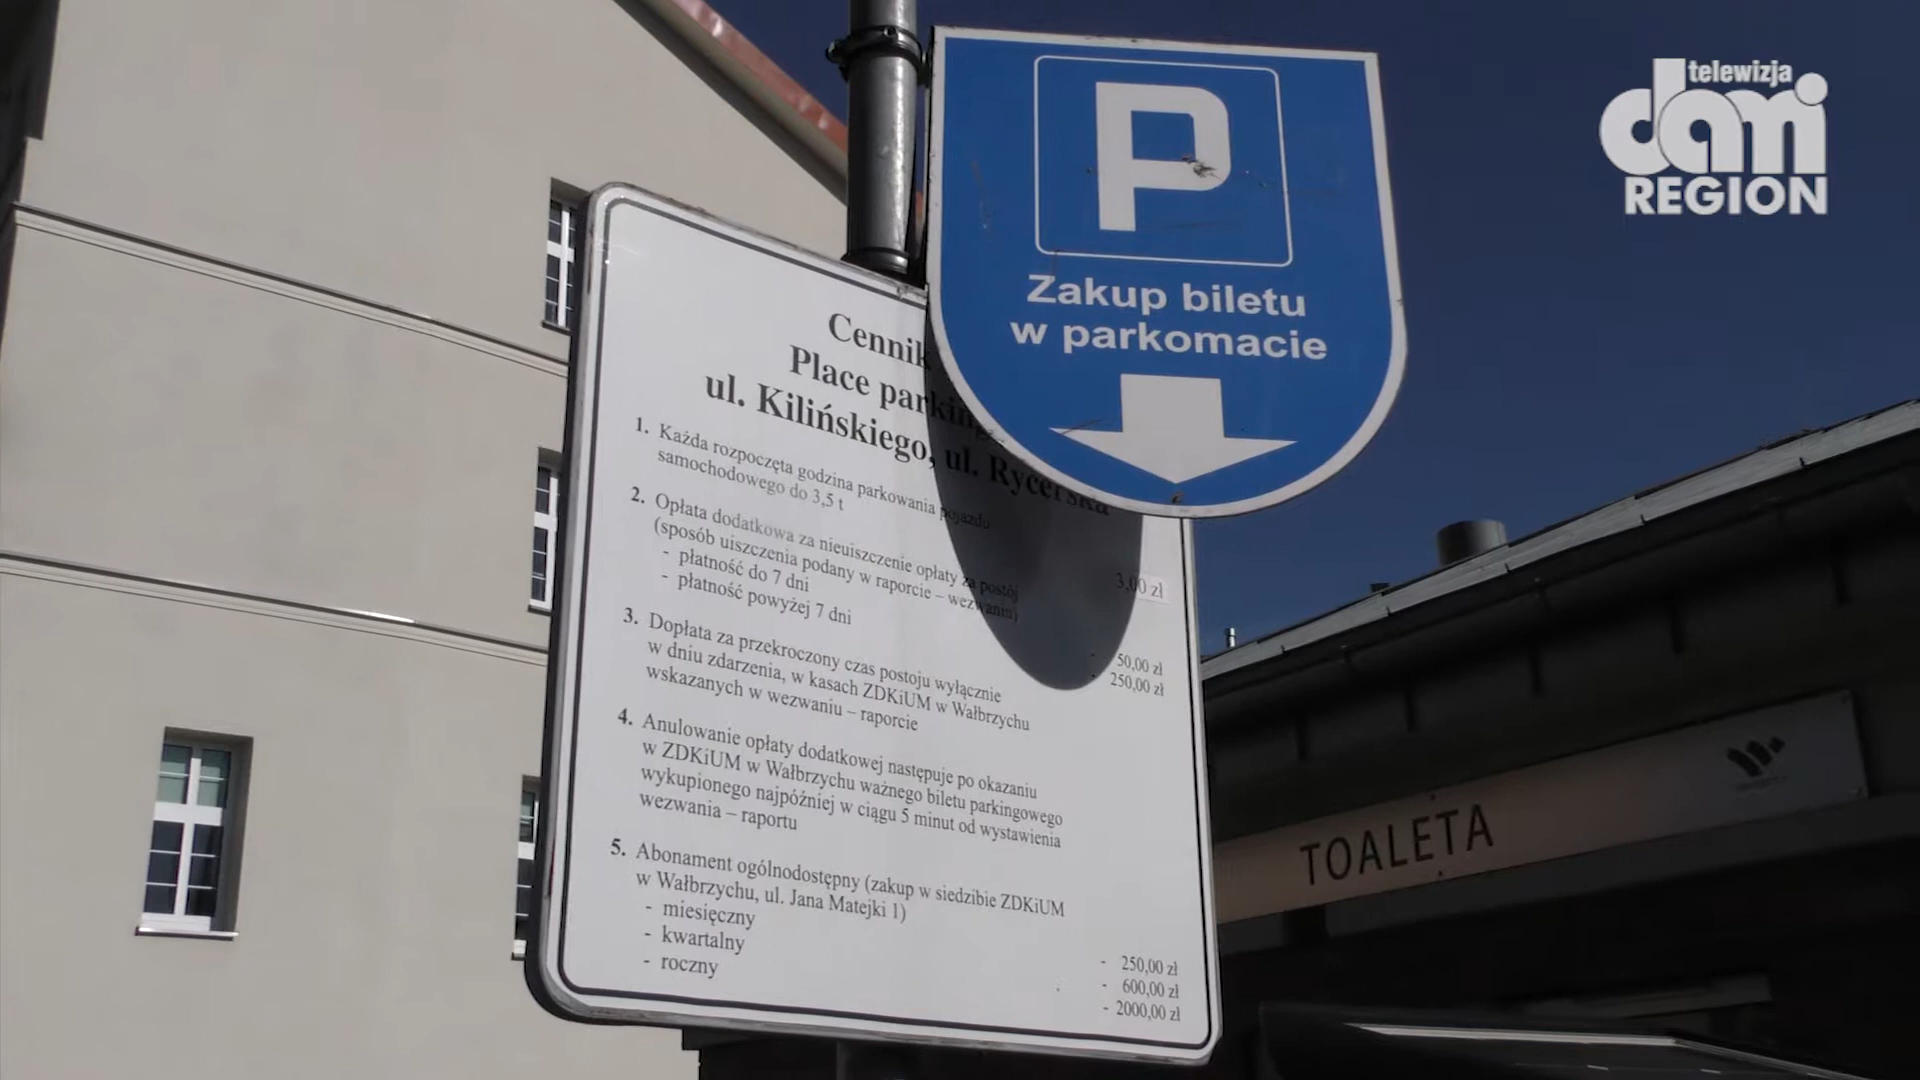 telewizja
dami
REGION
P
Zakup biletu
w parkomacie
Cennik
Place parking
ul. Kilińskiego, ul. Rycerska
1. Każda rozpoczęta godzina parkowania pojazdu
samochodowego do 3,5 t
3,00 zł
2. Opłata dodatkowa za nieuiszczenie opłaty za postój
(sposób uiszczenia podany w raporcie – wezwaniu)
- płatność do 7 dni
- 50,00 zł
- płatność powyżej 7 dni
- 250,00 zł
3. Dopłata za przekroczony czas postoju wyłącznie
w dniu zdarzenia, w kasach ZDKiUM w Wałbrzychu
wskazanych w wezwaniu – raporcie
4. Anulowanie opłaty dodatkowej następuje po okazaniu
w ZDKiUM w Wałbrzychu ważnego biletu parkingowego
wykupionego najpóźniej w ciągu 5 minut od wystawienia
wezwania – raportu
5. Abonament ogólnodostępny (zakup w siedzibie ZDKiUM
w Wałbrzychu, ul. Jana Matejki 1)
- miesięczny
- 250,00 zł
- kwartalny
- 600,00 zł
- roczny
- 2000,00 zł
TOALETA